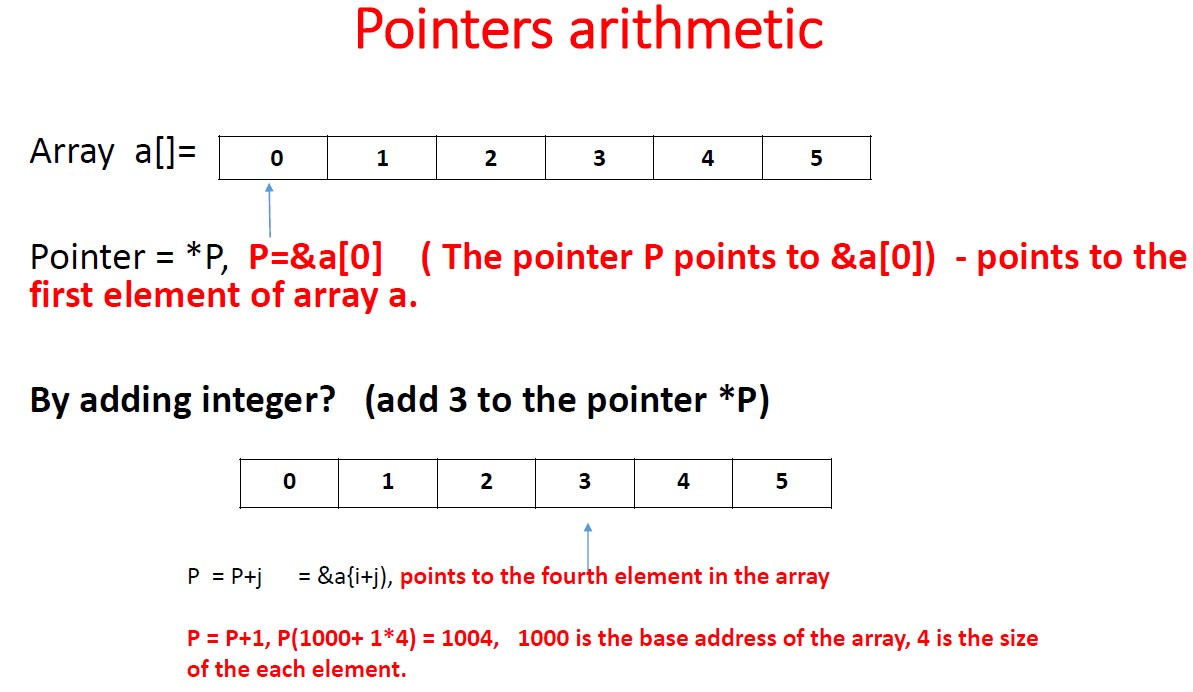 Pointers arithmetic
Array a[]= 0 1 2 3 4 5
Pointer = *P, P=&a[0] ( The pointer P points to &a[0]) - points to the
first element of array a.
By adding integer? (add 3 to the pointer *P)
0 1 2 3 4 5
P = P+j = &a{i+j), points to the fourth element in the array
P = P+1, P(1000+ 1*4) = 1004, 1000 is the base address of the array, 4 is the size
of the each element.